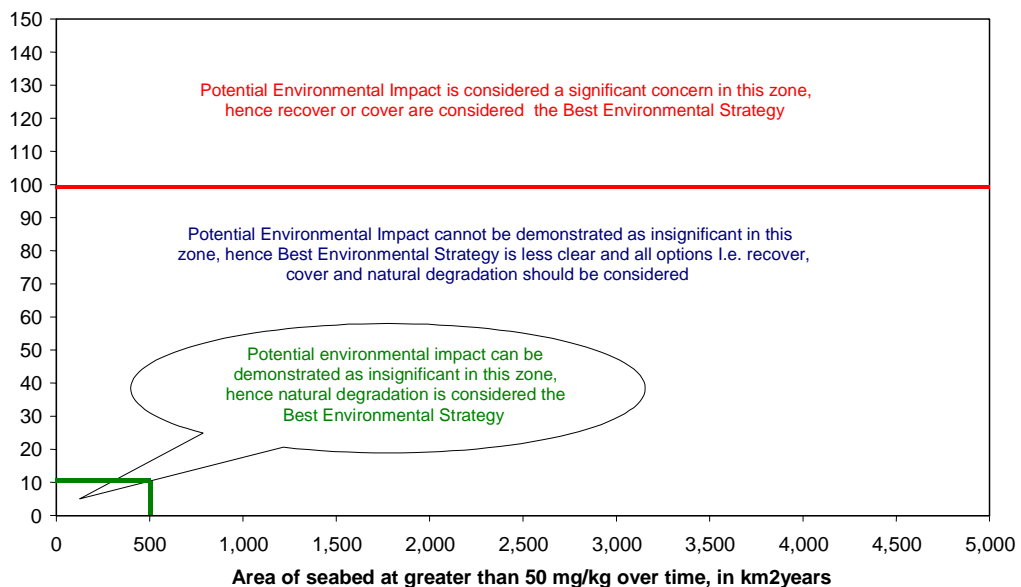 150
140
130
120
110
100
90
80
70
60
50
40
30
20
10
0
Potential Environmental Impact is considered a significant concern in this zone,
hence recover or cover are considered the Best Environmental Strategy
Potential Environmental Impact cannot be demonstrated as insignificant in this
zone, hence Best Environmental Strategy is less clear and all options I.e. recover,
cover and natural degradation should be considered
Potential environmental impact can be
demonstrated as insignificant in this zone,
hence natural degradation is considered the
Best Environmental Strategy
0 500 1,000 1,500 2,000 2,500 3,000 3,500 4,000 4,500 5,000
Area of seabed at greater than 50 mg/kg over time, in km2years